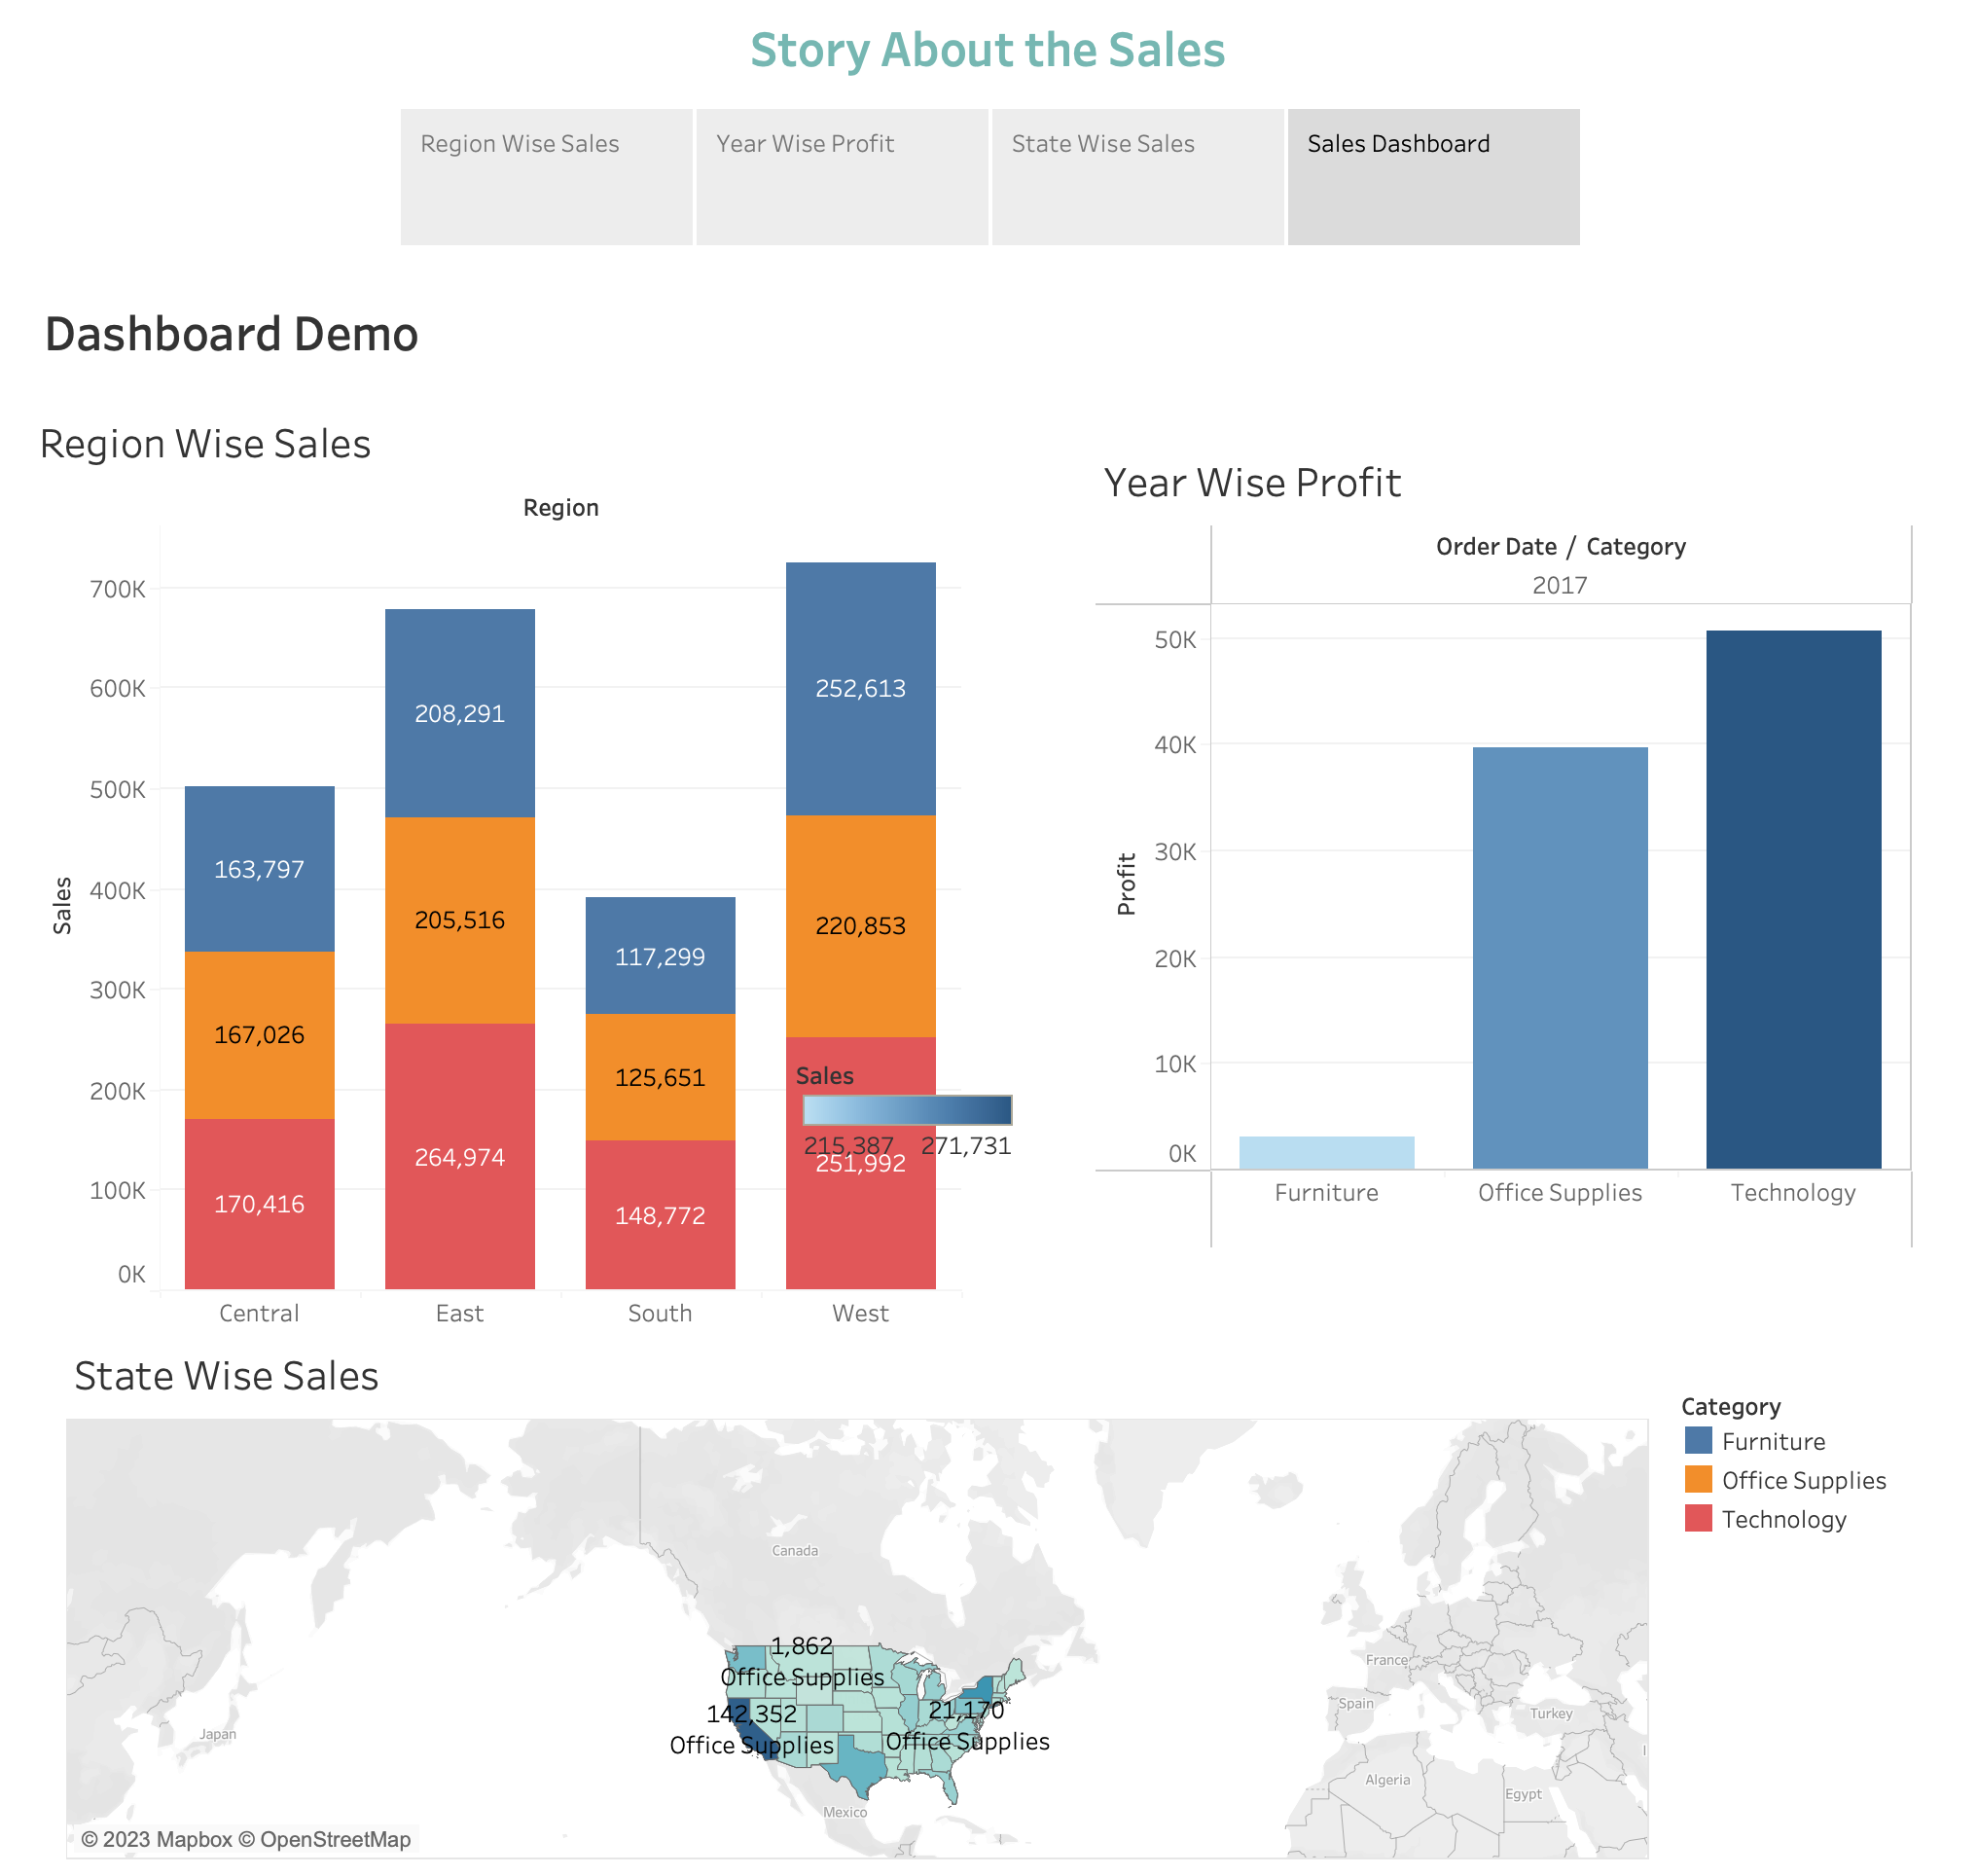 Story About the Sales
Region Wise Sales
Year Wise Profit
State Wise Sales
Sales Dashboard
Dashboard Demo
Region Wise Sales
Region
Sales
700K
600K
500K
400K
300K
200K
100K
0K
163,797
167,026
170,416
208,291
205,516
264,974
117,299
125,651
148,772
252,613
220,853
251,992
Central
East
South
West
Sales
215,387 271,731
Year Wise Profit
Order Date / Category
2017
Profit
50K
40K
30K
20K
10K
0K
Furniture
Office Supplies
Technology
State Wise Sales
Canada
1,862
Office Supplies
142,352
Office Supplies
21,170
Office Supplies
Japan
Mexico
France
Spain
Turkey
Algeria
Egypt
© 2023 Mapbox © OpenStreetMap
Category
Furniture
Office Supplies
Technology